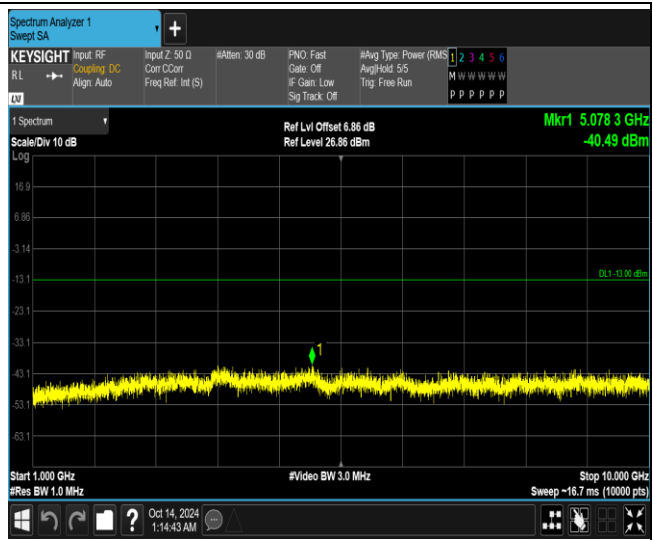 Spectrum Analyzer 1
Swept SA
+
KEYSIGHT Input: RF Input Z: 50 Ω #Atten: 30 dB PNO: Fast #Avg Type: Power (RMS 1 2 3 4 5 6
RL Coupling: DC Corr CCorr Gate: Off Avg|Hold: 5/5 M W W W W W
Align: Auto Freq Ref: Int (S) IF Gain: Low Trig: Free Run
LXI Sig Track: Off P P P P P P
1 Spectrum Ref Lvl Offset 6.86 dB Mkr1 5.078 3 GHz
Scale/Div 10 dB Ref Level 26.86 dBm -40.49 dBm
Log
16.9
6.86
-3.14
DL1 -13.00 dBm
-13.1
-23.1
-33.1
1
-43.1
-53.1
-63.1
Start 1.000 GHz #Video BW 3.0 MHz Stop 10.000 GHz
#Res BW 1.0 MHz Sweep ~16.7 ms (10000 pts)
? Oct 14, 2024
1:14:43 AM